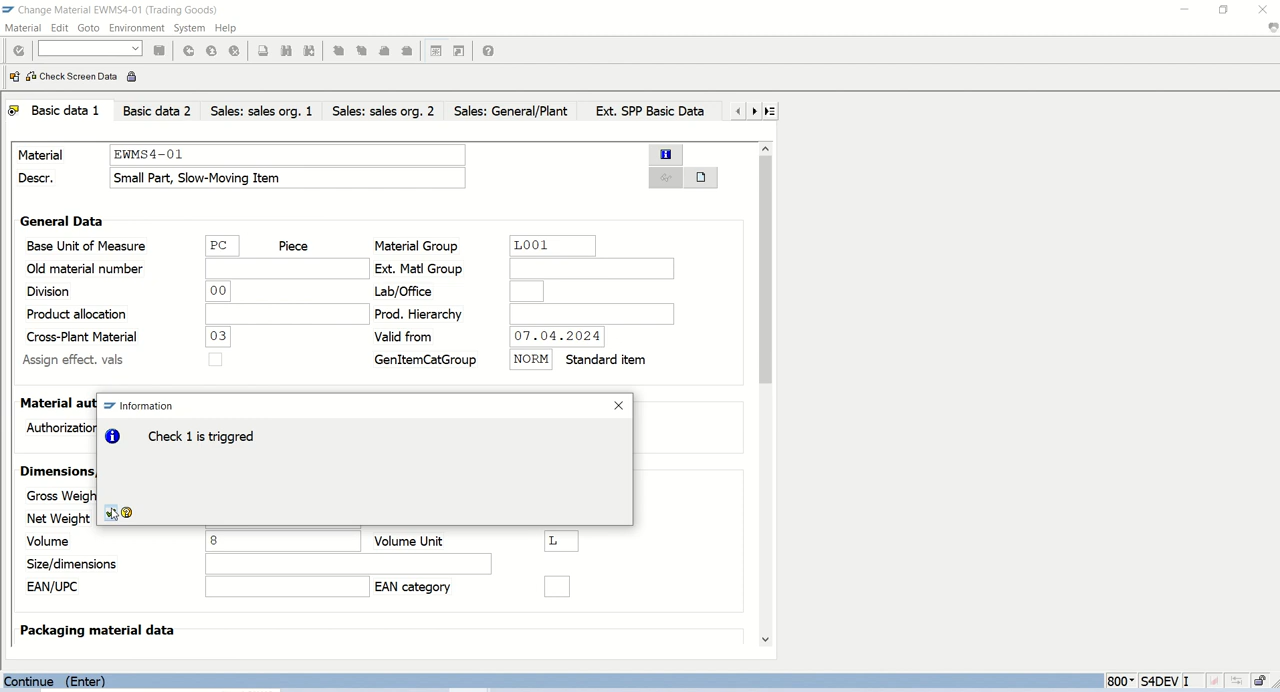 Change Material EWMS4-01 (Trading Goods)
Material Edit Goto Environment System Help
Check Screen Data
Basic data 1 Basic data 2 Sales: sales org. 1 Sales: sales org. 2 Sales: General/Plant Ext. SPP Basic Data
Material EWMS4-01
Descr. Small Part, Slow-Moving Item
General Data
Base Unit of Measure PC Piece Material Group L001
Old material number Ext. Matl Group
Division 00 Lab/Office
Product allocation Prod. Hierarchy
Cross-Plant Material 03 Valid from 07.04.2024
Assign effect. vals GenItemCatGroup NORM Standard item
Material aut
Information
Authorization
Check 1 is triggred
Dimensions,
Gross Weigh
Net Weight
Volume 8 Volume Unit L
Size/dimensions
EAN/UPC EAN category
Packaging material data
Continue (Enter) 800 S4DEV I